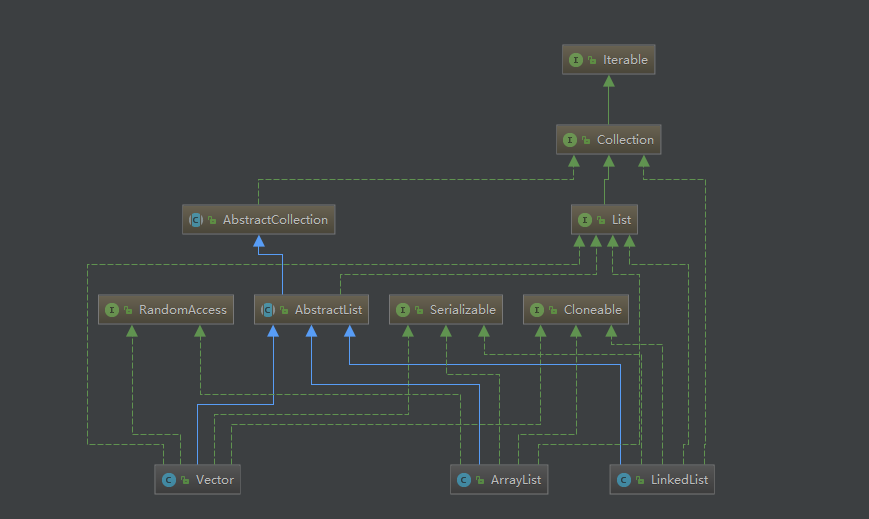 Iterable
Collection
AbstractCollection
List
RandomAccess
AbstractList
Serializable
Cloneable
Vector
ArrayList
LinkedList